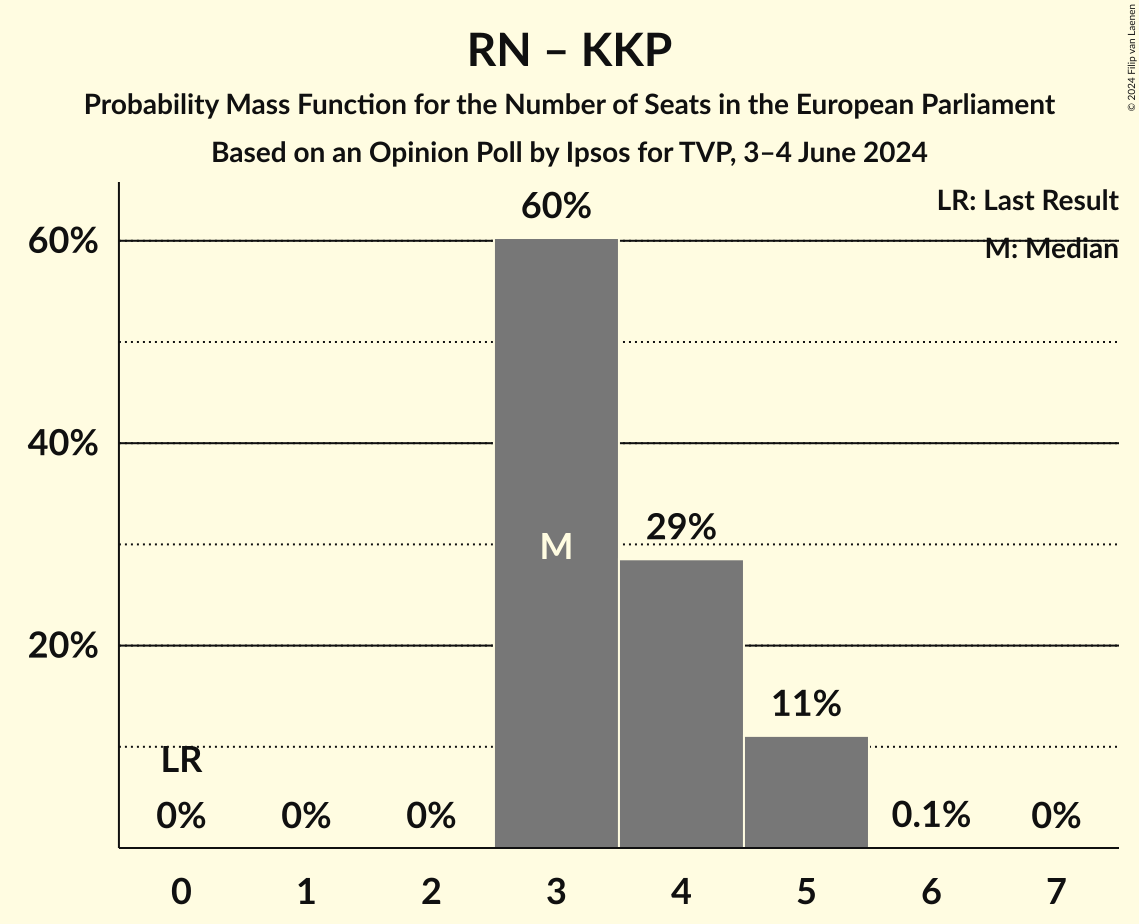 RN – KKP
Probability Mass Function for the Number of Seats in the European Parliament
Based on an Opinion Poll by Ipsos for TVP, 3–4 June 2024
© 2024 Filip van Laenen
LR: Last Result
M: Median
60%
40%
20%
60%
M
29%
11%
LR
0%
0%
0%
0.1%
0%
0 1 2 3 4 5 6 7